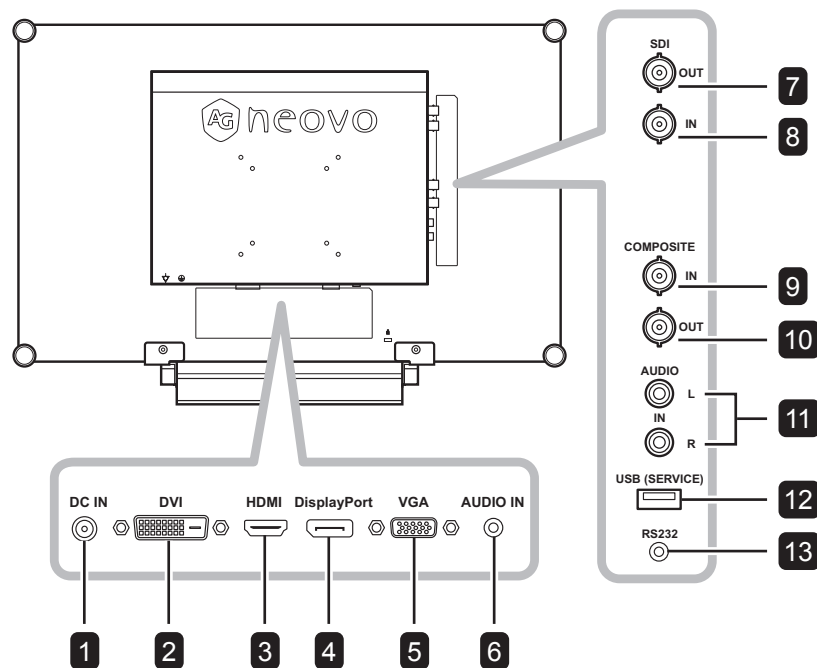 SDI
OUT
7
IN
8
AG neovo
COMPOSITE
IN
9
OUT
10
AUDIO
L
IN
11
R
USB (SERVICE)
12
RS232
13
DC IN
DVI
HDMI
DisplayPort
VGA
AUDIO IN
1
2
3
4
5
6